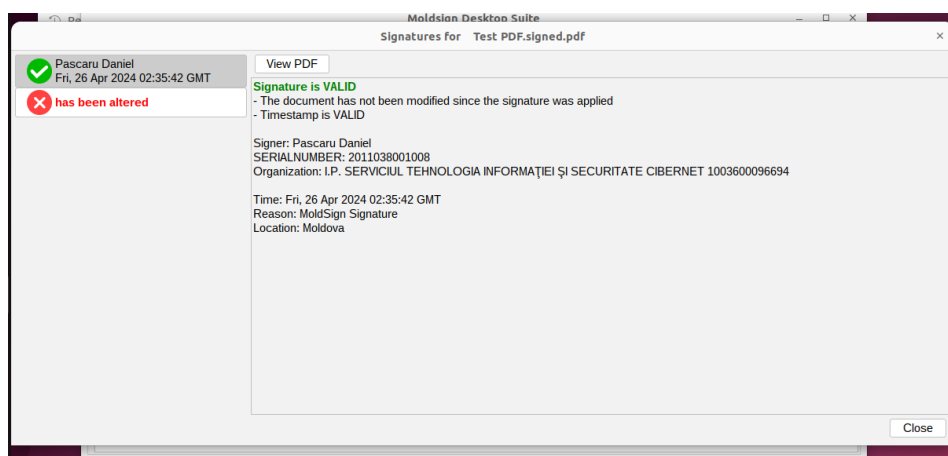 Moldsign Desktop Suite
Signatures for Test PDF.signed.pdf
Pascaru Daniel
Fri, 26 Apr 2024 02:35:42 GMT
has been altered
View PDF
Signature is VALID
- The document has not been modified since the signature was applied
- Timestamp is VALID
Signer: Pascaru Daniel
SERIALNUMBER: 2011038001008
Organization: I.P. SERVICIUL TEHNOLOGIA INFORMAŢIEI ŞI SECURITATE CIBERNET 1003600096694
Time: Fri, 26 Apr 2024 02:35:42 GMT
Reason: MoldSign Signature
Location: Moldova
Close